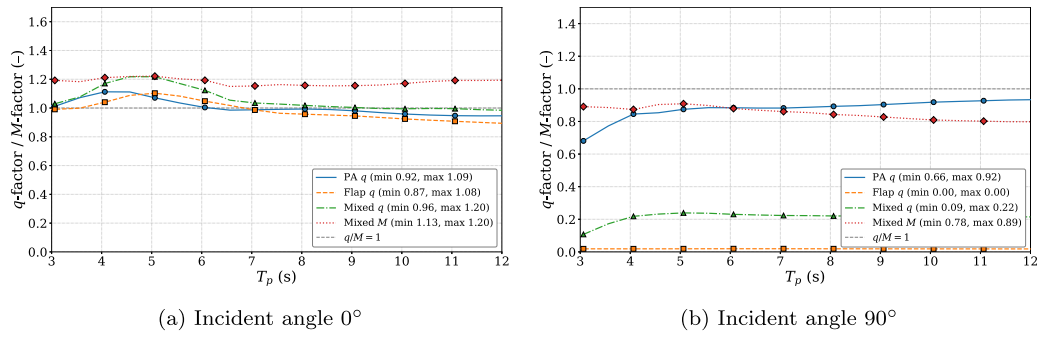 q-factor / M-factor (–)
1.6
1.4
1.2
1.0
0.8
0.6
0.4
0.2
0.0
3 4 5 6 7 8 9 10 11 12
Tp (s)
PA q (min 0.92, max 1.09)
Flap q (min 0.87, max 1.08)
Mixed q (min 0.96, max 1.20)
Mixed M (min 1.13, max 1.20)
q/M = 1
(a) Incident angle 0°
q-factor / M-factor (–)
1.4
1.2
1.0
0.8
0.6
0.4
0.2
0.0
3 4 5 6 7 8 9 10 11 12
Tp (s)
PA q (min 0.66, max 0.92)
Flap q (min 0.00, max 0.00)
Mixed q (min 0.09, max 0.22)
Mixed M (min 0.78, max 0.89)
q/M = 1
(b) Incident angle 90°